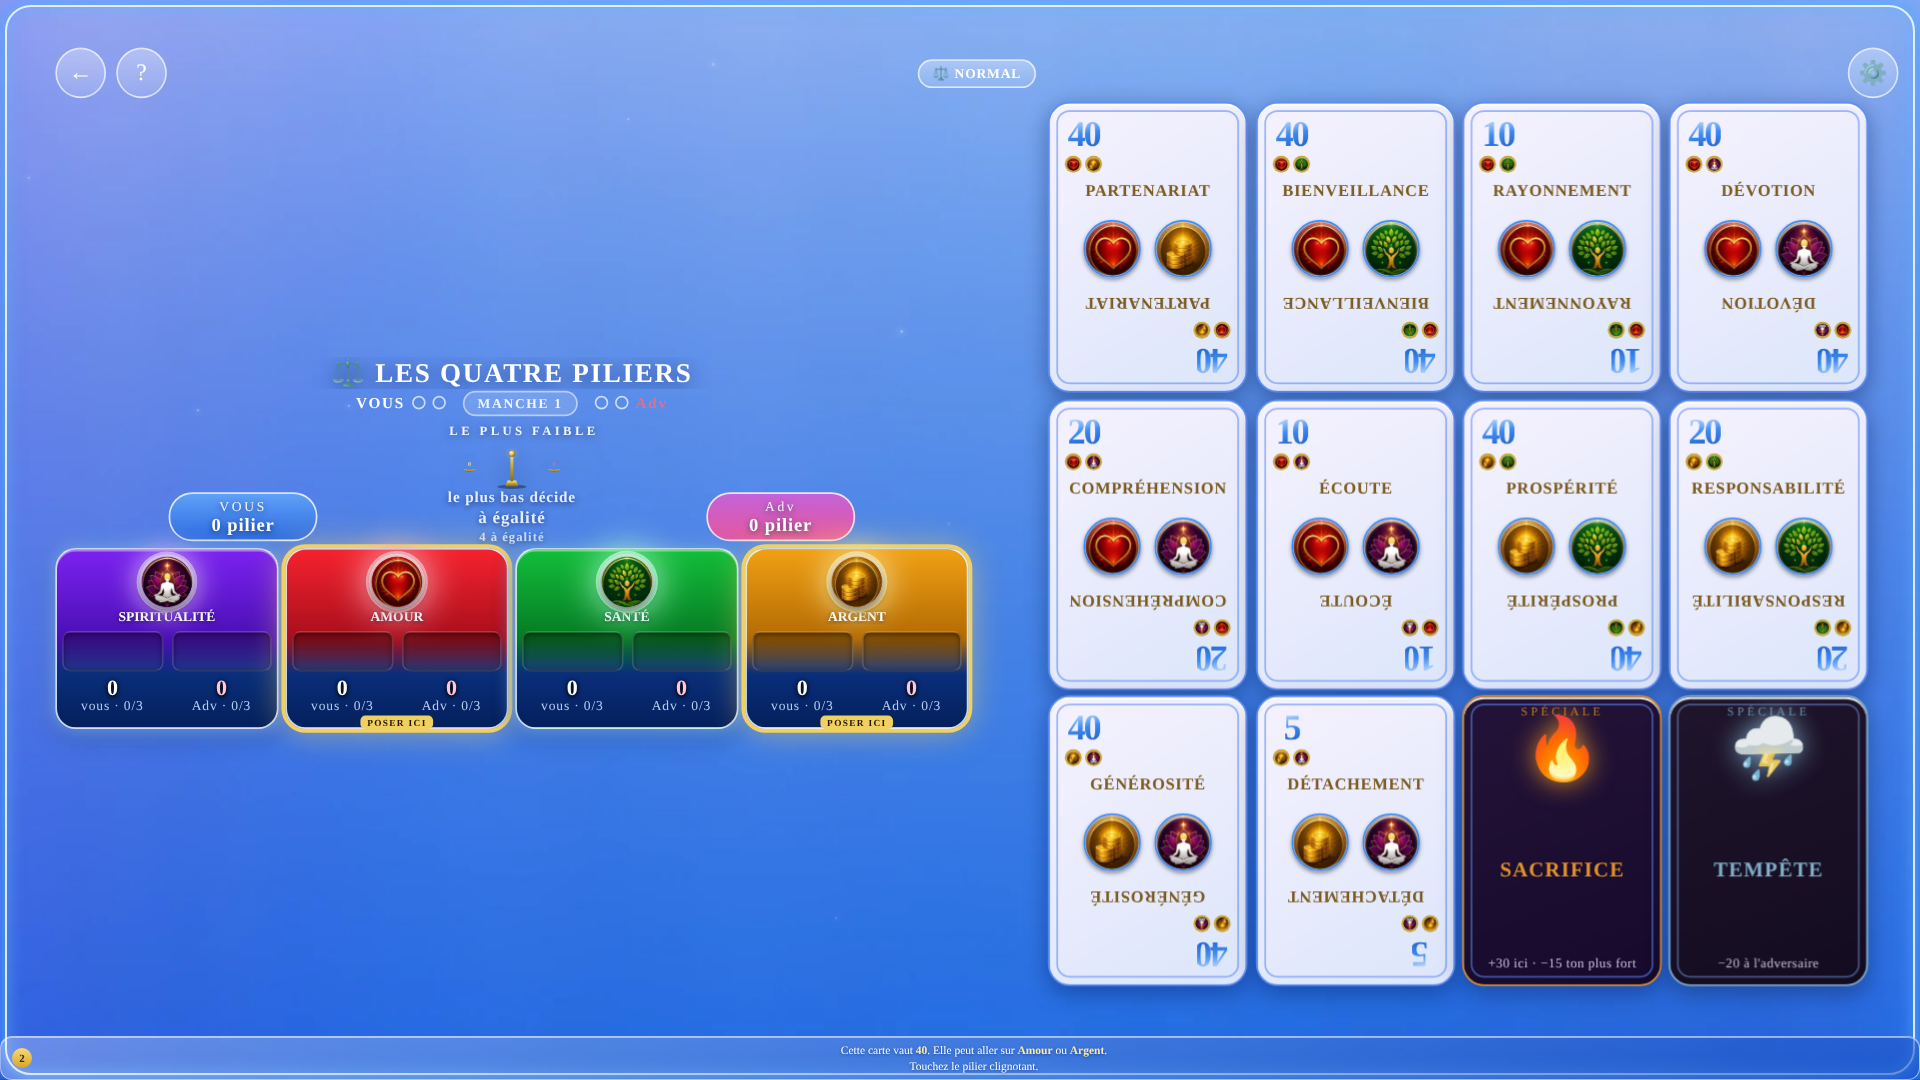 ← ?
⚖️ NORMAL
⚖️ LES QUATRE PILIERS
VOUS MANCHE 1 Adv
LE PLUS FAIBLE
le plus bas décide
à égalité
4 à égalité
VOUS
0 pilier
Adv
0 pilier
SPIRITUALITÉ
0 0
vous · 0/3 Adv · 0/3
AMOUR
0 0
vous · 0/3 Adv · 0/3
POSER ICI
SANTÉ
0 0
vous · 0/3 Adv · 0/3
ARGENT
0 0
vous · 0/3 Adv · 0/3
POSER ICI
40
PARTENARIAT
PARTENARIAT
40
40
BIENVEILLANCE
BIENVEILLANCE
40
10
RAYONNEMENT
RAYONNEMENT
10
40
DÉVOTION
DÉVOTION
40
20
COMPRÉHENSION
COMPRÉHENSION
20
10
ÉCOUTE
ÉCOUTE
10
40
PROSPÉRITÉ
PROSPÉRITÉ
40
20
RESPONSABILITÉ
RESPONSABILITÉ
20
40
GÉNÉROSITÉ
GÉNÉROSITÉ
40
5
DÉTACHEMENT
DÉTACHEMENT
5
SPÉCIALE
SACRIFICE
+30 ici · −15 ton plus fort
SPÉCIALE
TEMPÊTE
−20 à l'adversaire
2
Cette carte vaut 40. Elle peut aller sur Amour ou Argent.
Touchez le pilier clignotant.